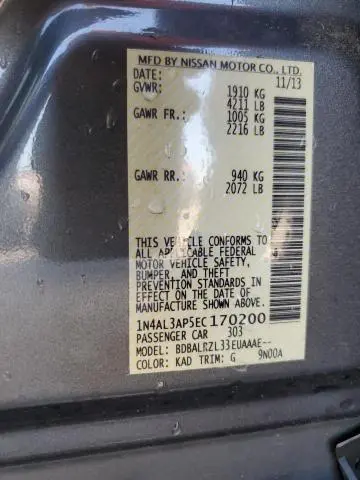 MFD BY NISSAN MOTOR CO., LTD.
DATE: 11/13
GVWR: 1910 KG
4211 LB
GAWR FR.: 1005 KG
2216 LB
GAWR RR.: 940 KG
2072 LB
THIS VEHICLE CONFORMS TO
ALL APPLICABLE FEDERAL
MOTOR VEHICLE SAFETY,
BUMPER, AND THEFT
PREVENTION STANDARDS IN
EFFECT ON THE DATE OF
MANUFACTURE SHOWN ABOVE.
1N4AL3AP5EC170200
PASSENGER CAR 303
MODEL: BDBALRZL33EUAAAE--
COLOR: KAD TRIM: G 9N00A